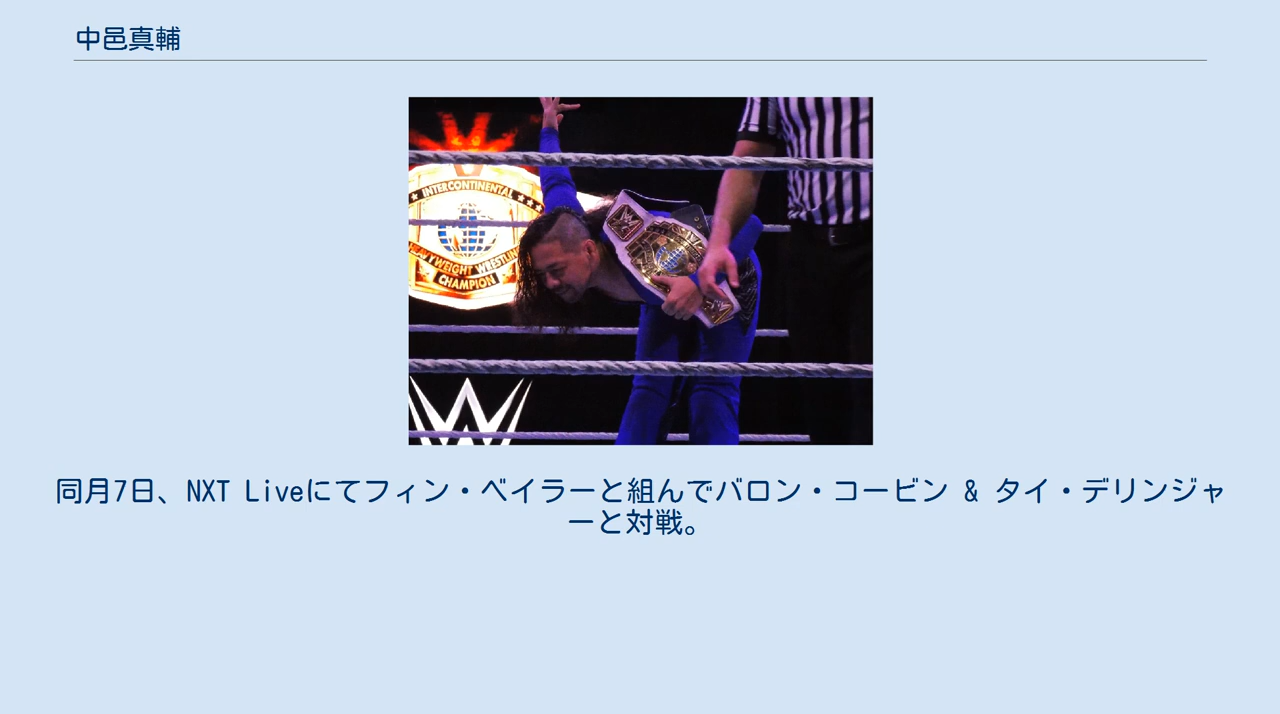 中邑真輔
INTERCONTINENTAL
HEAVYWEIGHT WRESTLING
CHAMPION
同月7日、NXT Liveにてフィン・ベイラーと組んでバロン・コービン & タイ・デリンジャ
ーと対戦。